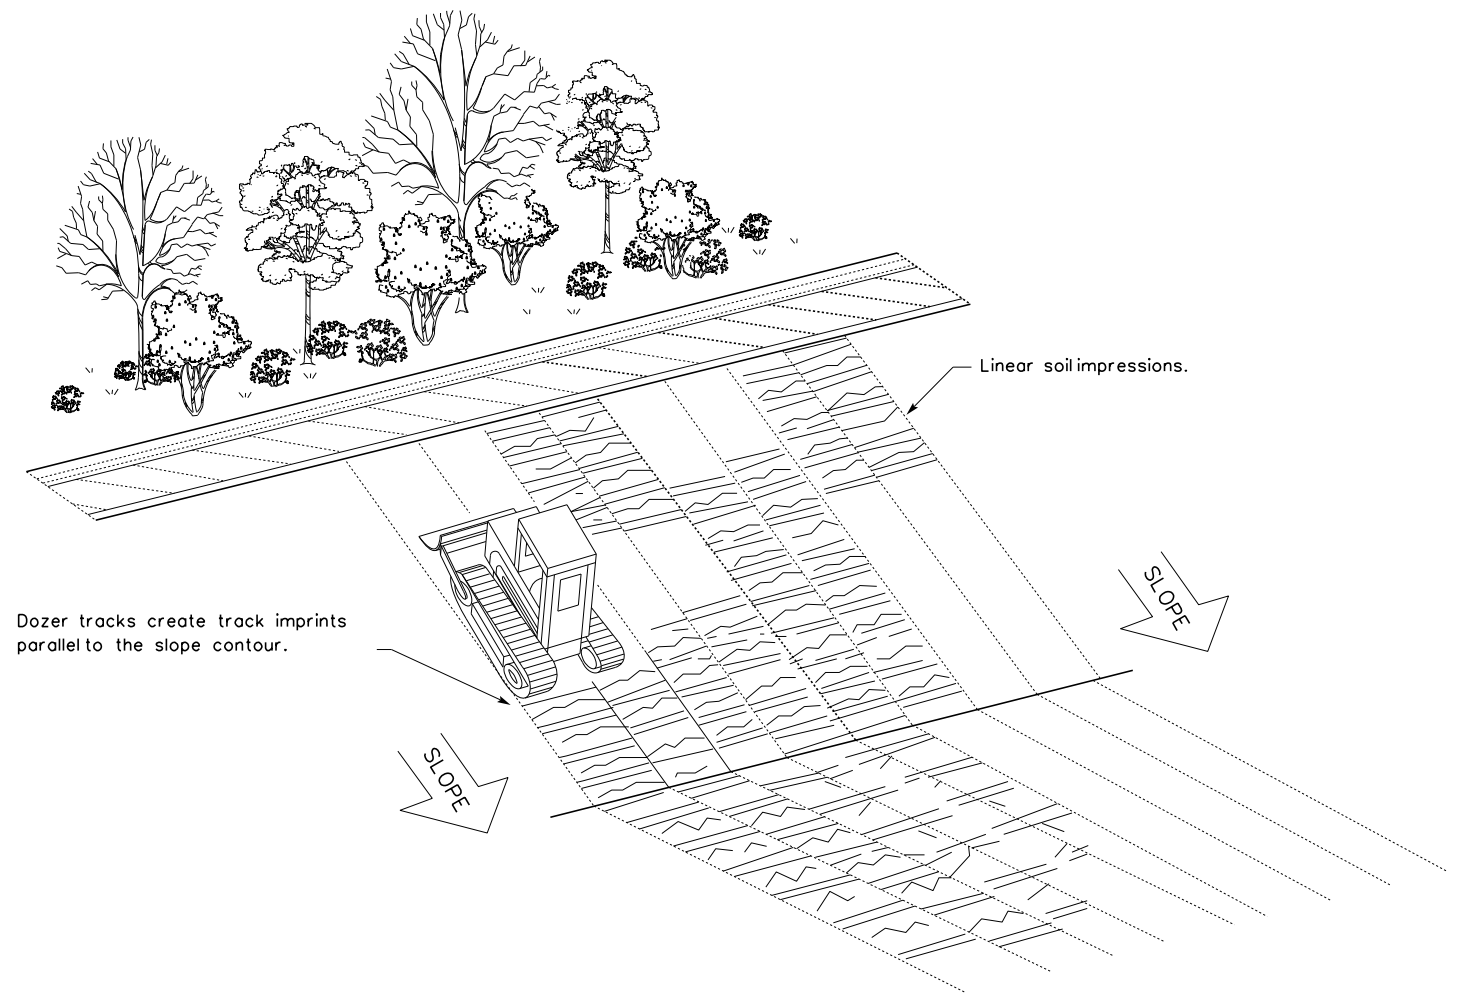 Linear soil impressions.
SLOPE
Dozer tracks create track imprints
parallel to the slope contour.
SLOPE